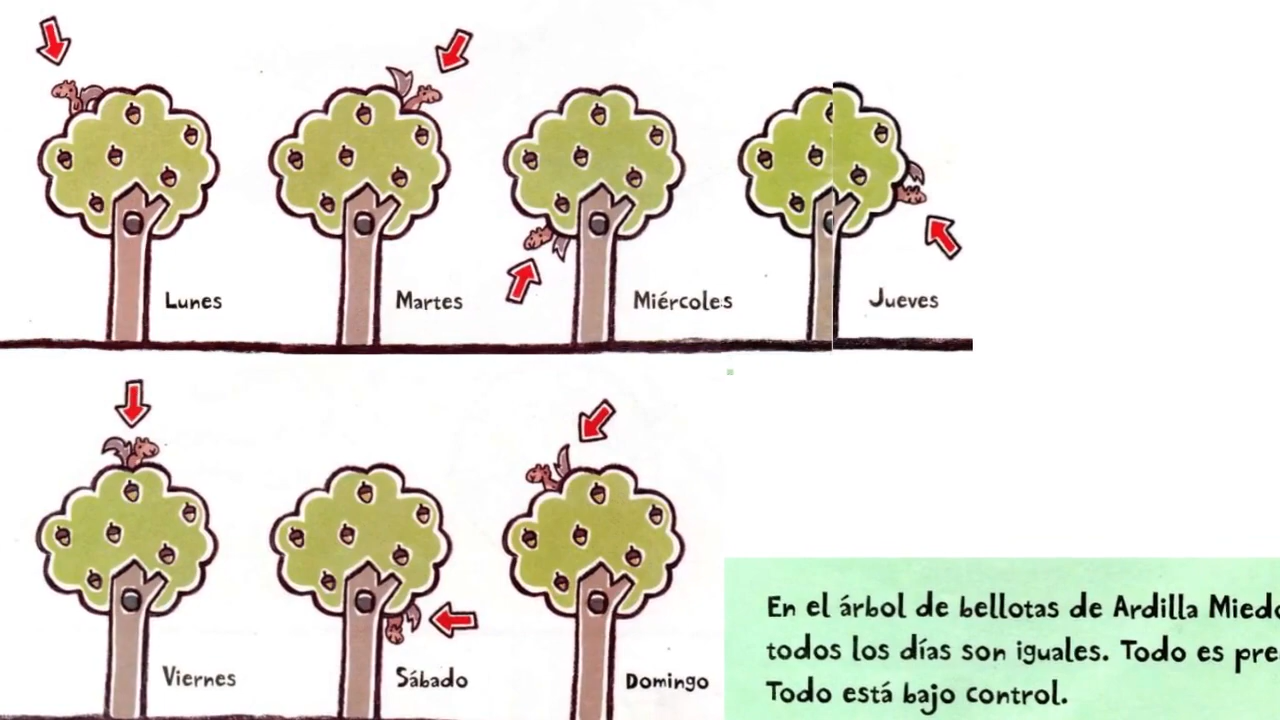 Lunes
Martes
Miércoles
Jueves
Viernes
Sábado
Domingo
En el árbol de bellotas de Ardilla
todos los días son iguales. Todo es
Todo está bajo control.